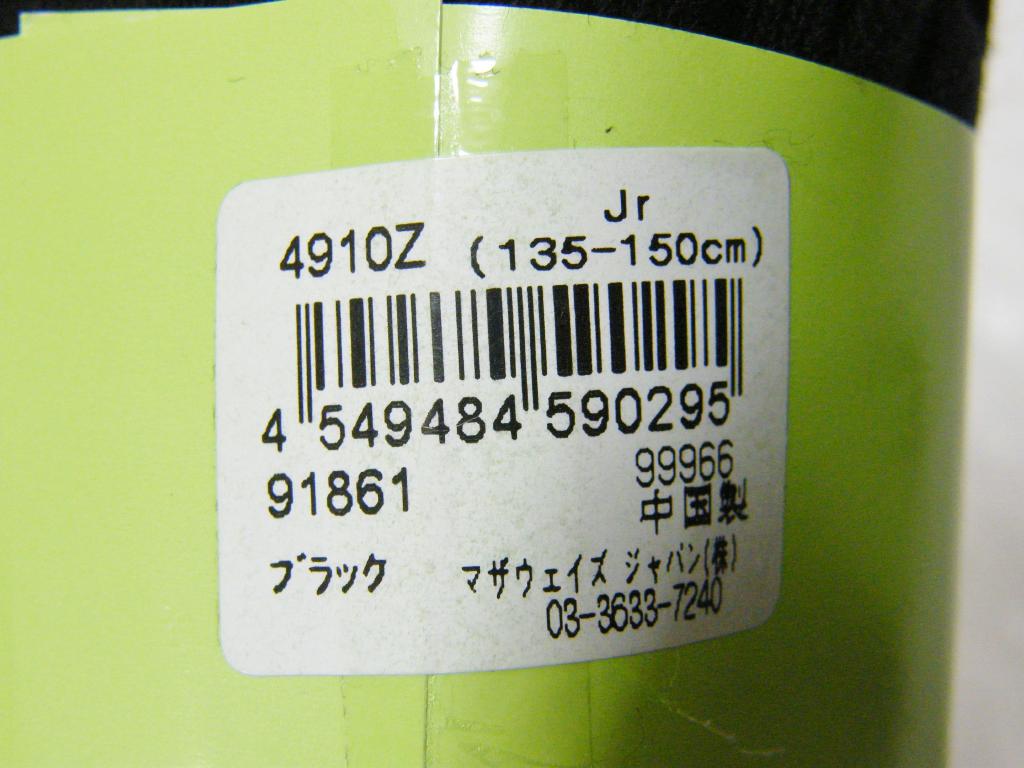 Jr
4910Z (135-150cm)
4 549484 590295
91861 99966
中国製
ブラック マザウェイズ ジャパン(株)
03-3633-7240